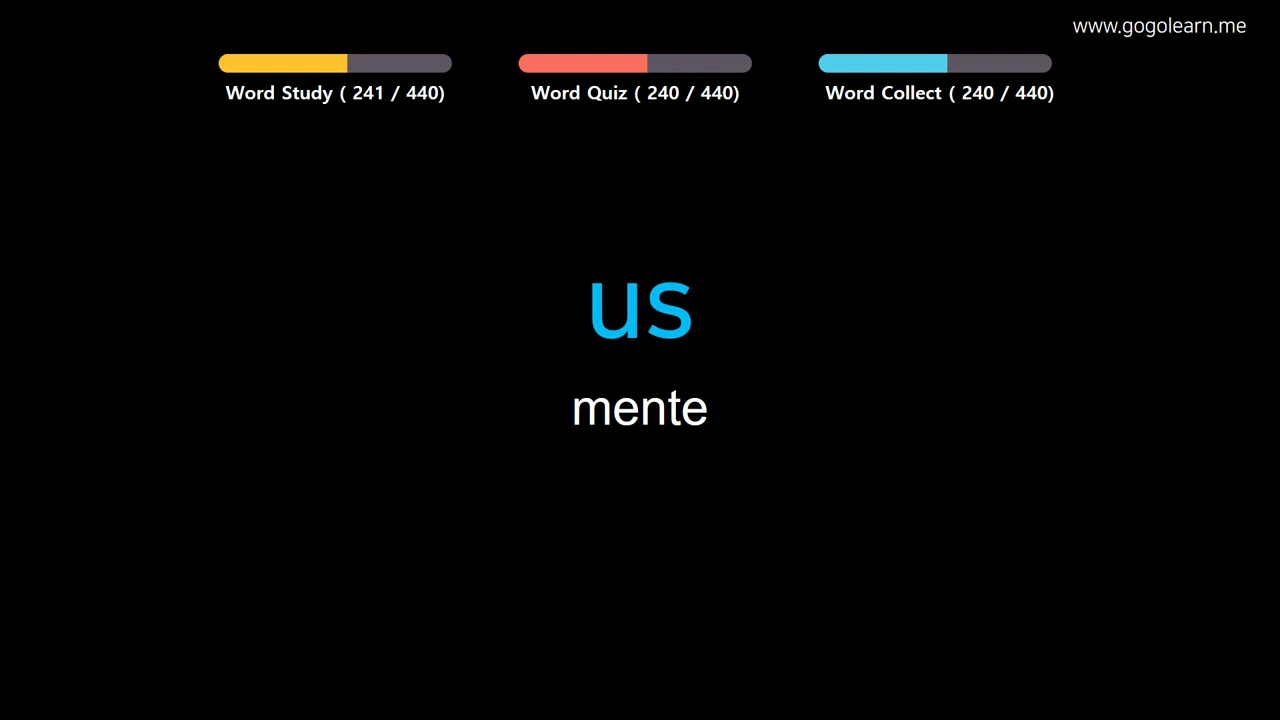 www.gogolearn.me
Word Study ( 241 / 440)
Word Quiz ( 240 / 440)
Word Collect ( 240 / 440)
us
mente